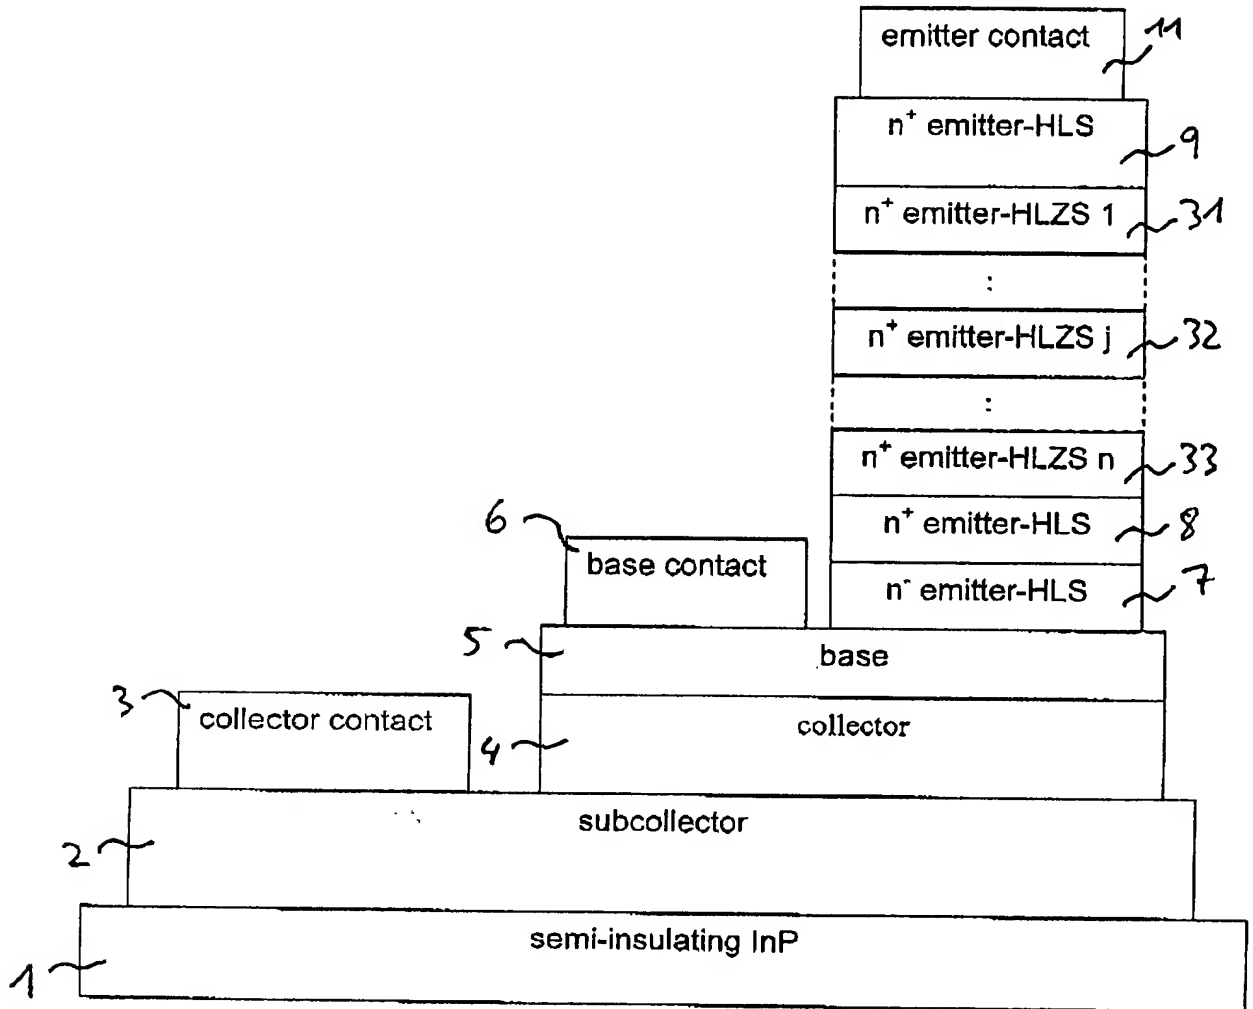 emitter contact 11
n⁺ emitter-HLS 9
n⁺ emitter-HLZS 1 31
:
n⁺ emitter-HLZS j 32
:
n⁺ emitter-HLZS n 33
n⁺ emitter-HLS 8
6 base contact
n⁻ emitter-HLS 7
5 base
3 collector contact
4 collector
2 subcollector
1 semi-insulating InP